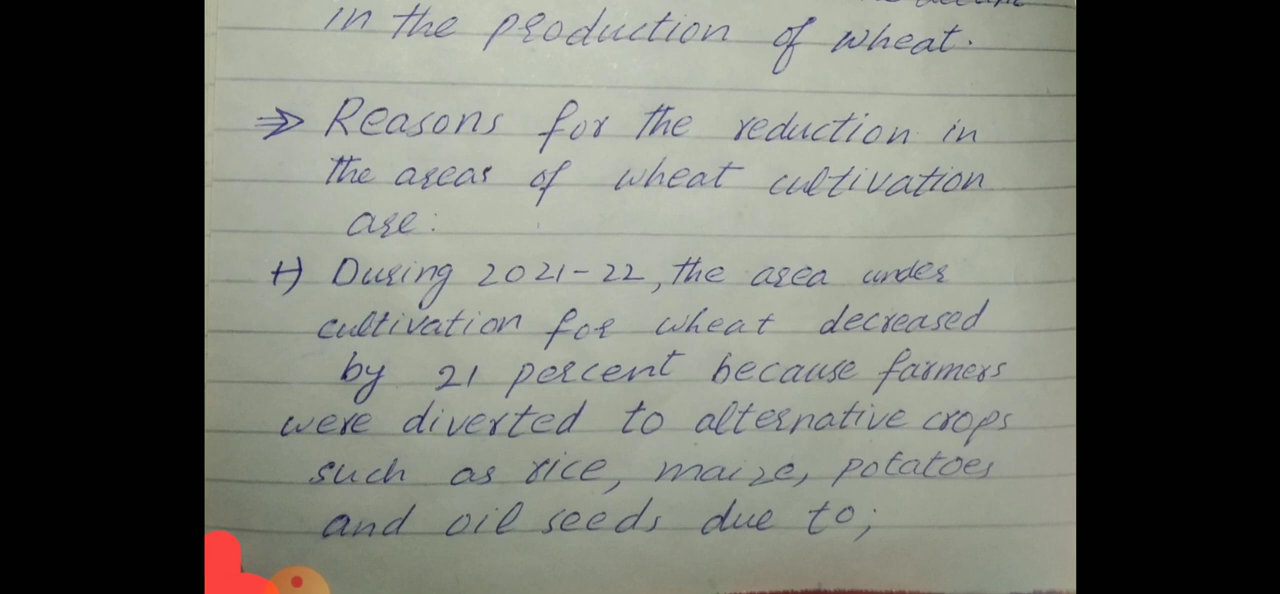 in the production of wheat.
⇒ Reasons for the reduction in
the areas of wheat cultivation
are:
+) During 2021-22, the area under
cultivation for wheat decreased
by 21 percent because farmers
were diverted to alternative crops
such as rice, maize, potatoes
and oil seeds due to;